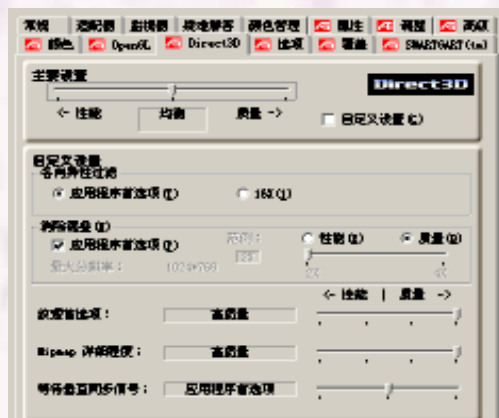 常规 适配器 监视器 疑难解答 颜色管理 属性 调整 高级
颜色 OpenGL Direct3D 选项 覆盖 SMARTGART(tm)
主要设置
Direct3D
<- 性能 均衡 质量 ->
自定义设置(C)
自定义设置
各向异性过滤
应用程序首选项(P) 16X(1)
消除混叠(A)
应用程序首选项(P) 范例: 性能(E) 质量(Q)
最大分辨率: 1024*768 2X 6X
<- 性能 | 质量 ->
纹理首选项: 高质量
Mipmap 详细程度: 高质量
等待垂直同步信号: 应用程序首选项